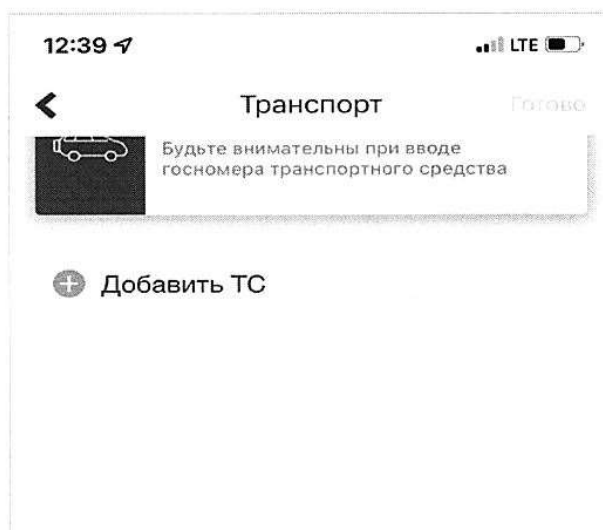 12:39 LTE
Транспорт Готово
Будьте внимательны при вводе
госномера транспортного средства
Добавить ТС